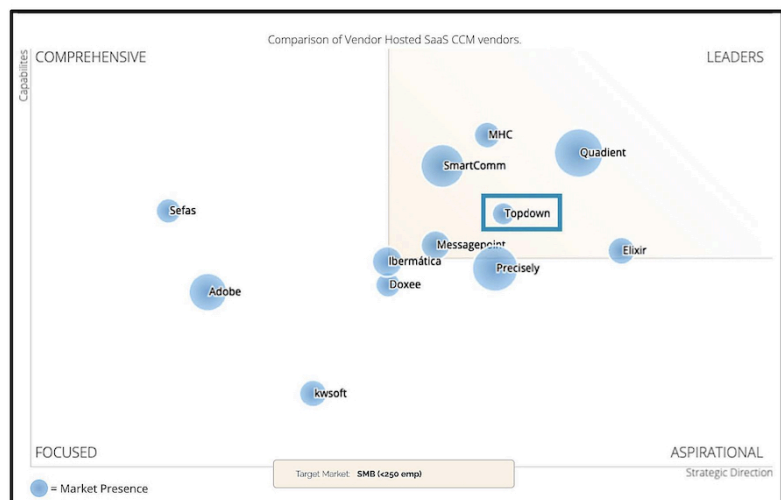 Comparison of Vendor Hosted SaaS CCM vendors.
Capabilites
COMPREHENSIVE
LEADERS
MHC
Quadient
SmartComm
Sefas
Topdown
Messagepoint
Elixir
Ibermática
Precisely
Doxee
Adobe
kwsoft
FOCUSED
ASPIRATIONAL
Target Market: SMB (<250 emp)
Strategic Direction
= Market Presence